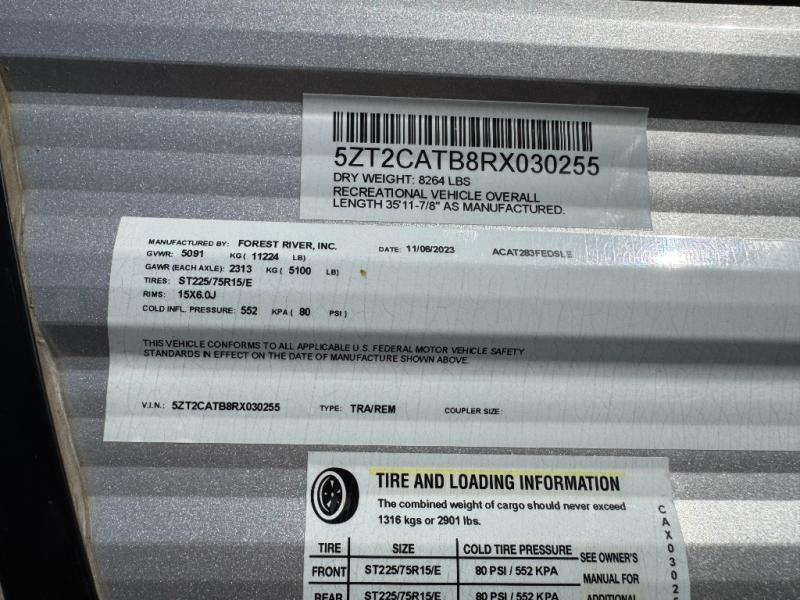 5ZT2CATB8RX030255
DRY WEIGHT: 8264 LBS
RECREATIONAL VEHICLE OVERALL
LENGTH 35'11-7/8" AS MANUFACTURED.
MANUFACTURED BY: FOREST RIVER, INC. DATE: 11/06/2023 ACAT283FEDSLE
GVWR: 5091 KG ( 11224 LB)
GAWR (EACH AXLE): 2313 KG ( 5100 LB)
TIRES: ST225/75R15/E
RIMS: 15X6.0J
COLD INFL. PRESSURE: 552 KPA ( 80 PSI )
THIS VEHICLE CONFORMS TO ALL APPLICABLE U.S. FEDERAL MOTOR VEHICLE SAFETY
STANDARDS IN EFFECT ON THE DATE OF MANUFACTURE SHOWN ABOVE.
V.I.N.: 5ZT2CATB8RX030255 TYPE: TRA/REM COUPLER SIZE:
TIRE AND LOADING INFORMATION
The combined weight of cargo should never exceed
1316 kgs or 2901 lbs.
TIRE SIZE COLD TIRE PRESSURE SEE OWNER'S
FRONT ST225/75R15/E 80 PSI / 552 KPA MANUAL FOR
REAR ST225/75R15/E 80 PSI / 552 KPA ADDITIONAL
CAX0302